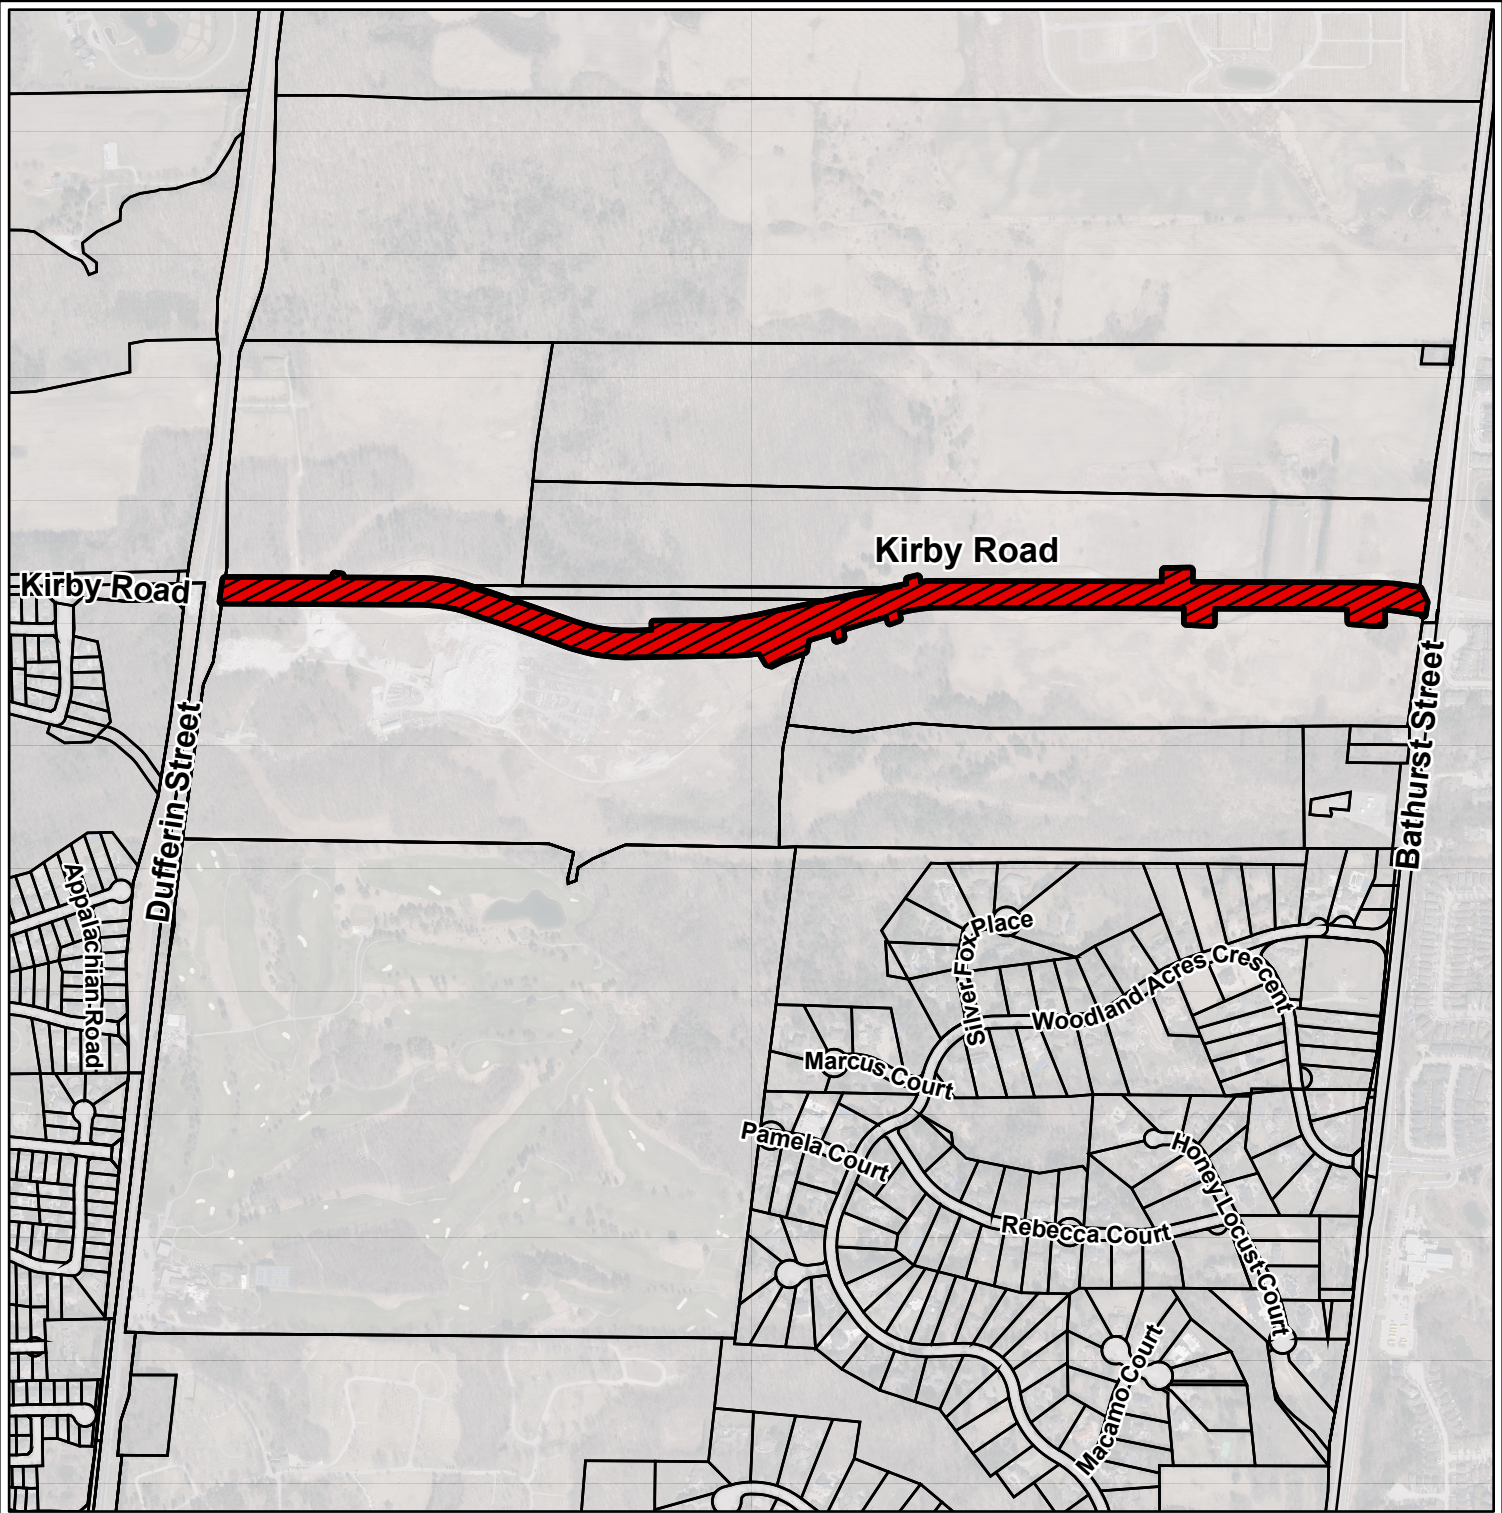 Kirby Road
Kirby Road
Dufferin Street
Bathurst Street
Appalachian Road
Silver Fox Place
Woodland Acres Crescent
Marcus Court
Pamela Court
Honey Locust Court
Rebecca Court
Macamo Court